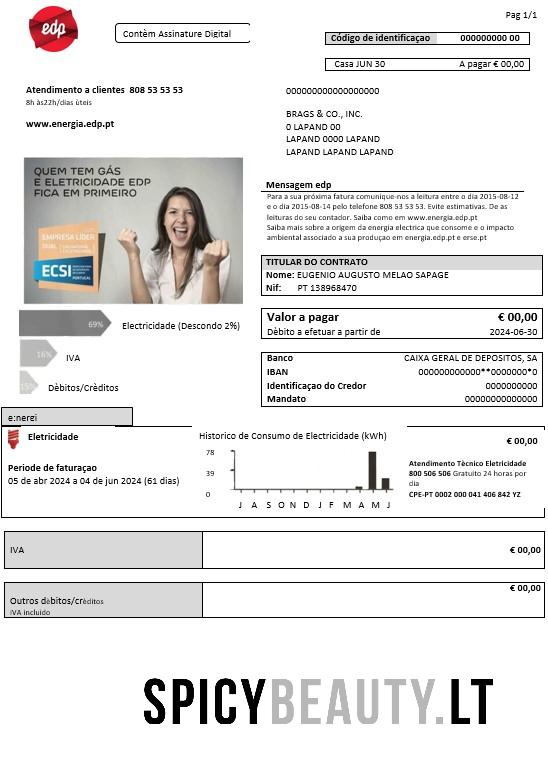 Pag 1/1
edp
Contèm Assinature Digital
Código de identificaçao 000000000 00
Casa JUN 30 A pagar € 00,00
Atendimento a clientes 808 53 53 53
8h às22h/dias ùteis
www.energia.edp.pt
0000000000000000000
BRAGS & CO., INC.
0 LAPAND 00
LAPAND 0000 LAPAND
LAPAND LAPAND LAPAND
QUEM TEM GÁS
E ELETRICIDADE EDP
FICA EM PRIMEIRO
EMPRESA LÍDER
ECSI
PORTUGAL
Mensagem edp
Para a sua próxima fatura comunique-nos a leitura entre o dia 2015-08-12
e o dia 2015-08-14 pelo telefone 808 53 53 53. Evite estimativas. De as
leituras do seu contador. Saiba como em www.energia.edp.pt
Saiba mais sobre a origem da energia electrica que consome e o impacto
ambiental associado a sua produçao em energia.edp.pt e erse.pt
TITULAR DO CONTRATO
Nome: EUGENIO AUGUSTO MELAO SAPAGE
Nif: PT 138968470
Valor a pagar € 00,00
Dèbito a efetuar a partir de 2024-06-30
69% Electricidade (Descondo 2%)
16% IVA
15% Dèbitos/Crèditos
Banco CAIXA GERAL DE DEPOSITOS, SA
IBAN 000000000000**0000000*0
Identificaçao do Credor 0000000000
Mandato 00000000000000
e:nergi
Eletricidade
Periode de faturaçao
05 de abr 2024 a 04 de jun 2024 (61 dias)
Historico de Consumo de Electricidade (kWh)
78
39
0
J A S O N D J F M A M J
€ 00,00
Atendimento Tècnico Eletricidade
800 506 506 Gratuito 24 horas por
dia
CPE-PT 0002 000 041 406 842 YZ
IVA € 00,00
Outros dèbitos/crèditos € 00,00
IVA incluido
SPICYBEAUTY.LT